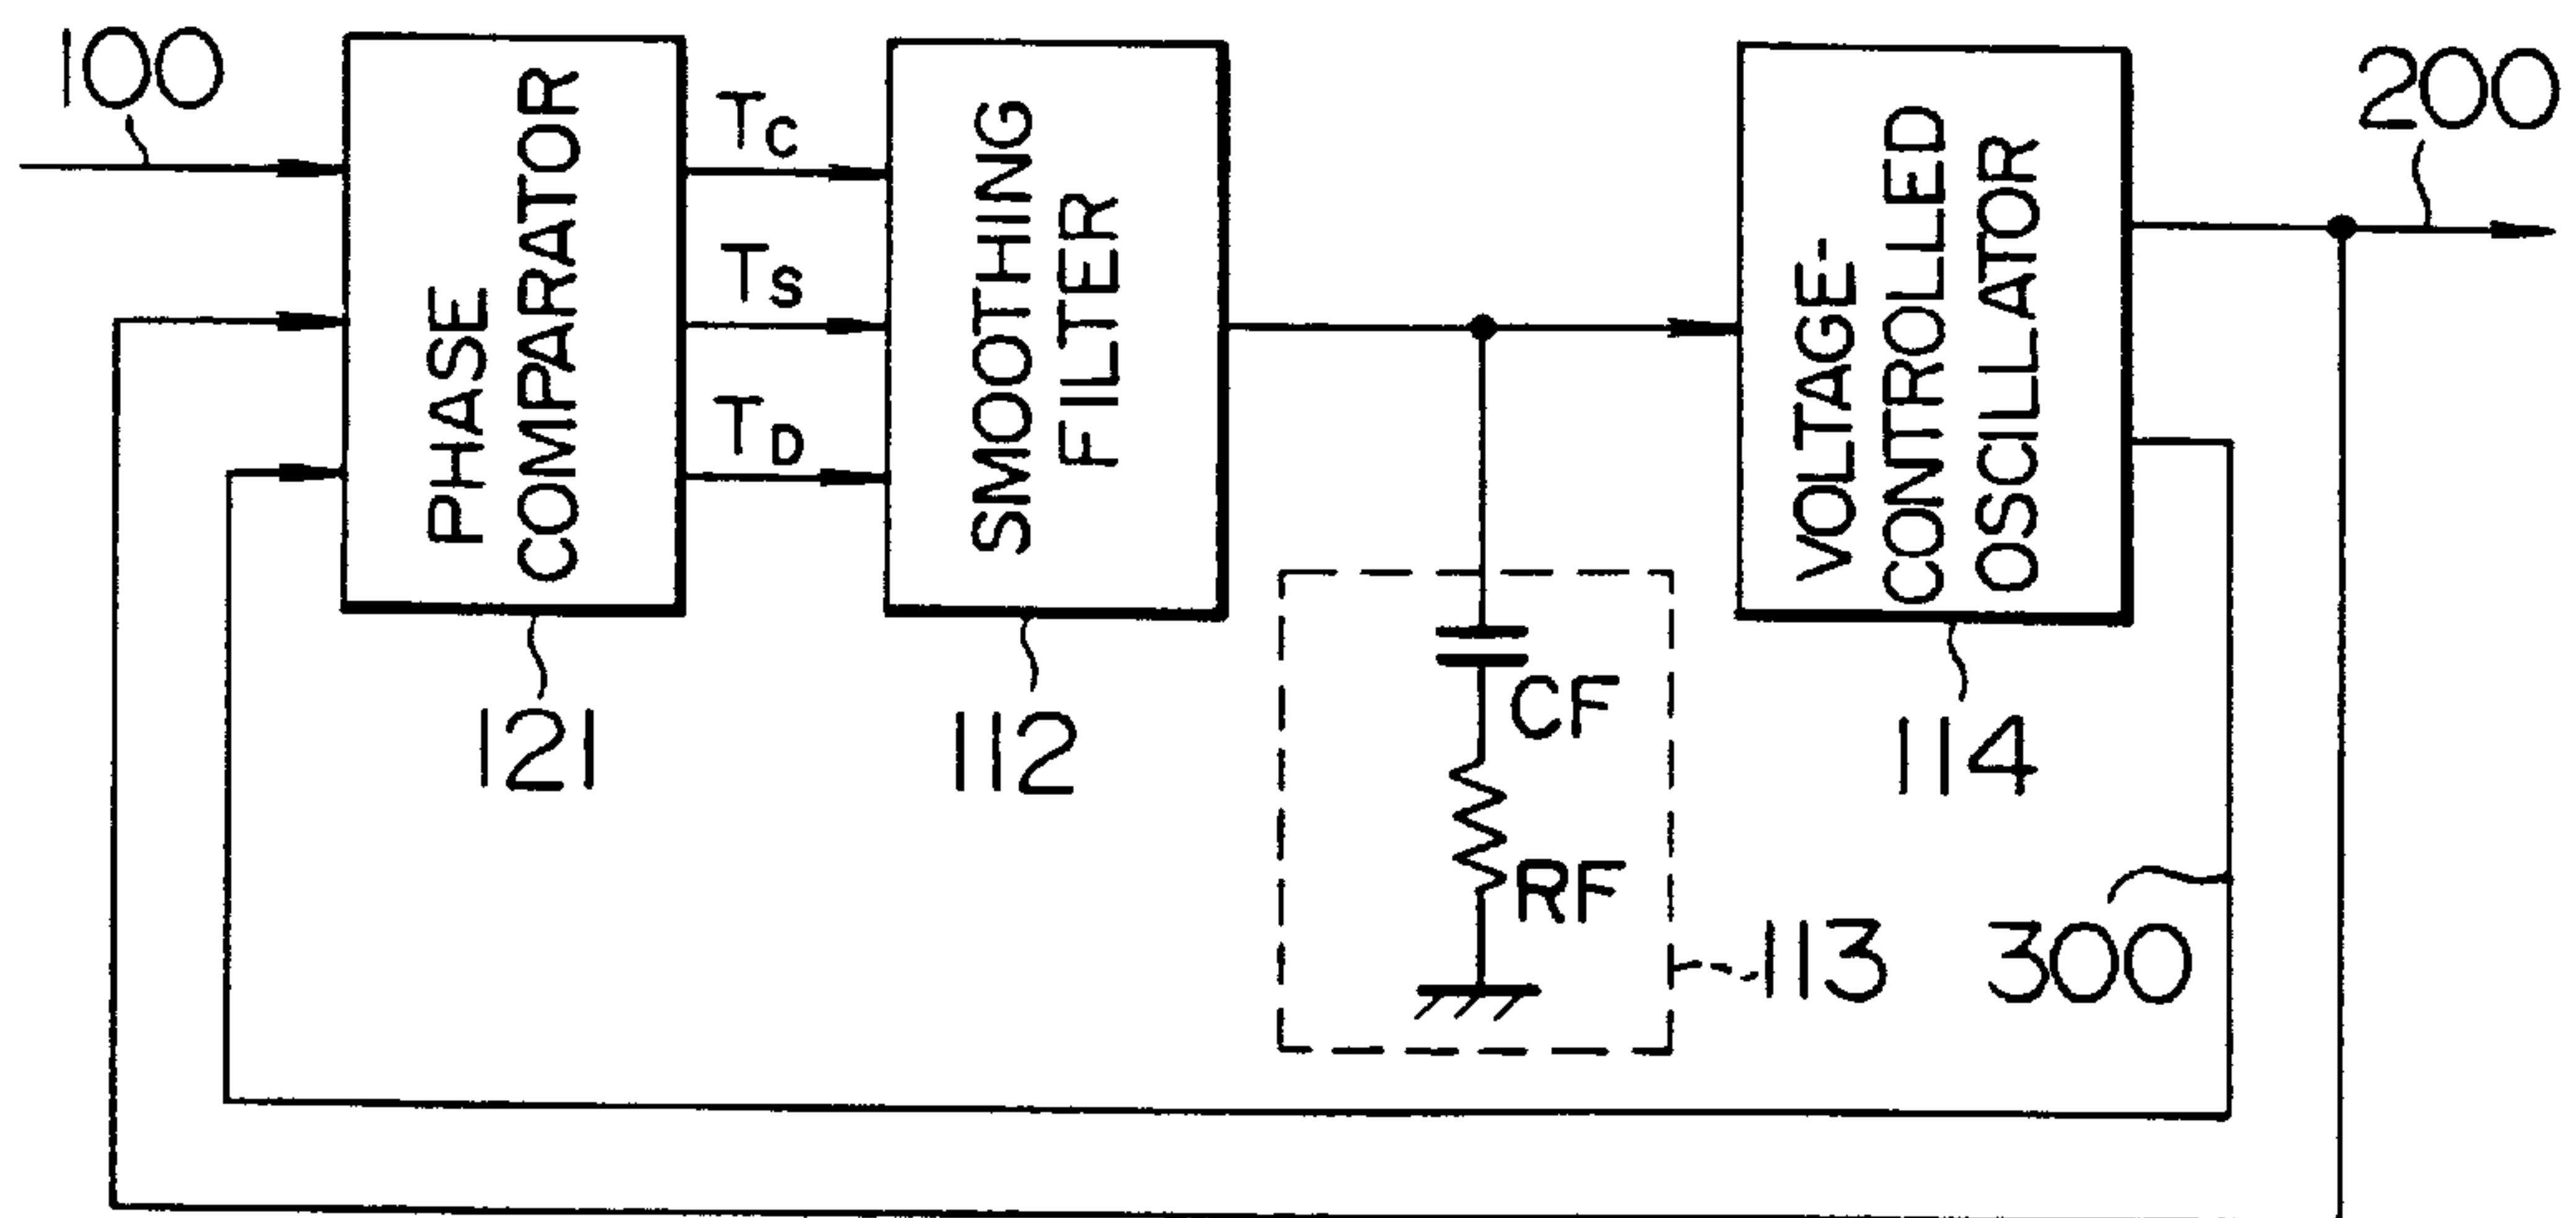 100
PHASE
COMPARATOR
121
TC
TS
TD
SMOOTHING
FILTER
112
CF
RF
113
VOLTAGE-
CONTROLLED
OSCILLATOR
114
200
300